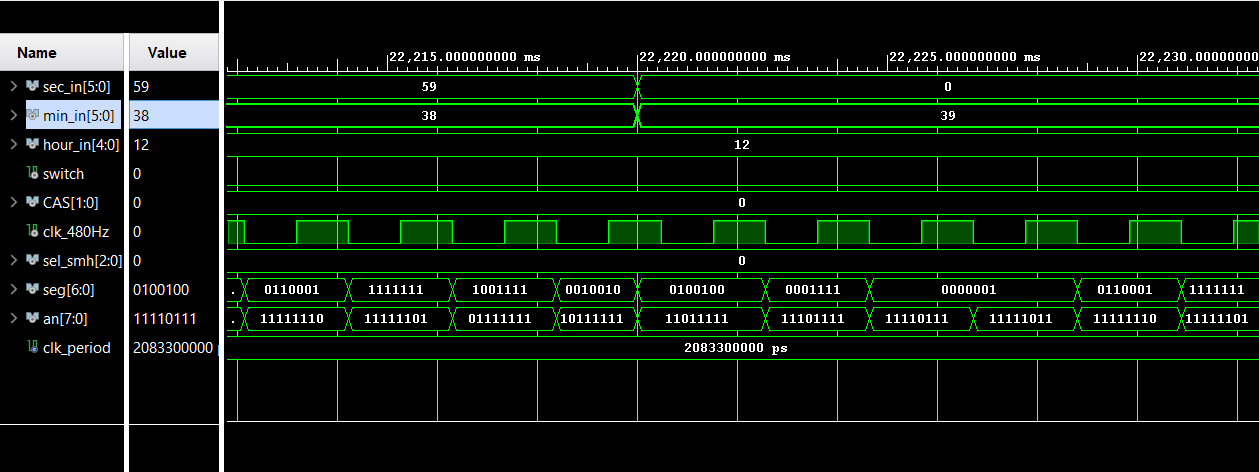 Name Value
22,215.000000000 ms 22,220.000000000 ms 22,225.000000000 ms 22,230.000000000
sec_in[5:0] 59 59 0
min_in[5:0] 38 38 39
hour_in[4:0] 12 12
switch 0
CAS[1:0] 0 0
clk_480Hz 0
sel_smh[2:0] 0 0
seg[6:0] 0100100 . 0110001 1111111 1001111 0010010 0100100 0001111 0000001 0110001 1111111
an[7:0] 11110111 . 11111110 11111101 01111111 10111111 11011111 11101111 11110111 11111011 11111110 11111101
clk_period 2083300000 2083300000 ps